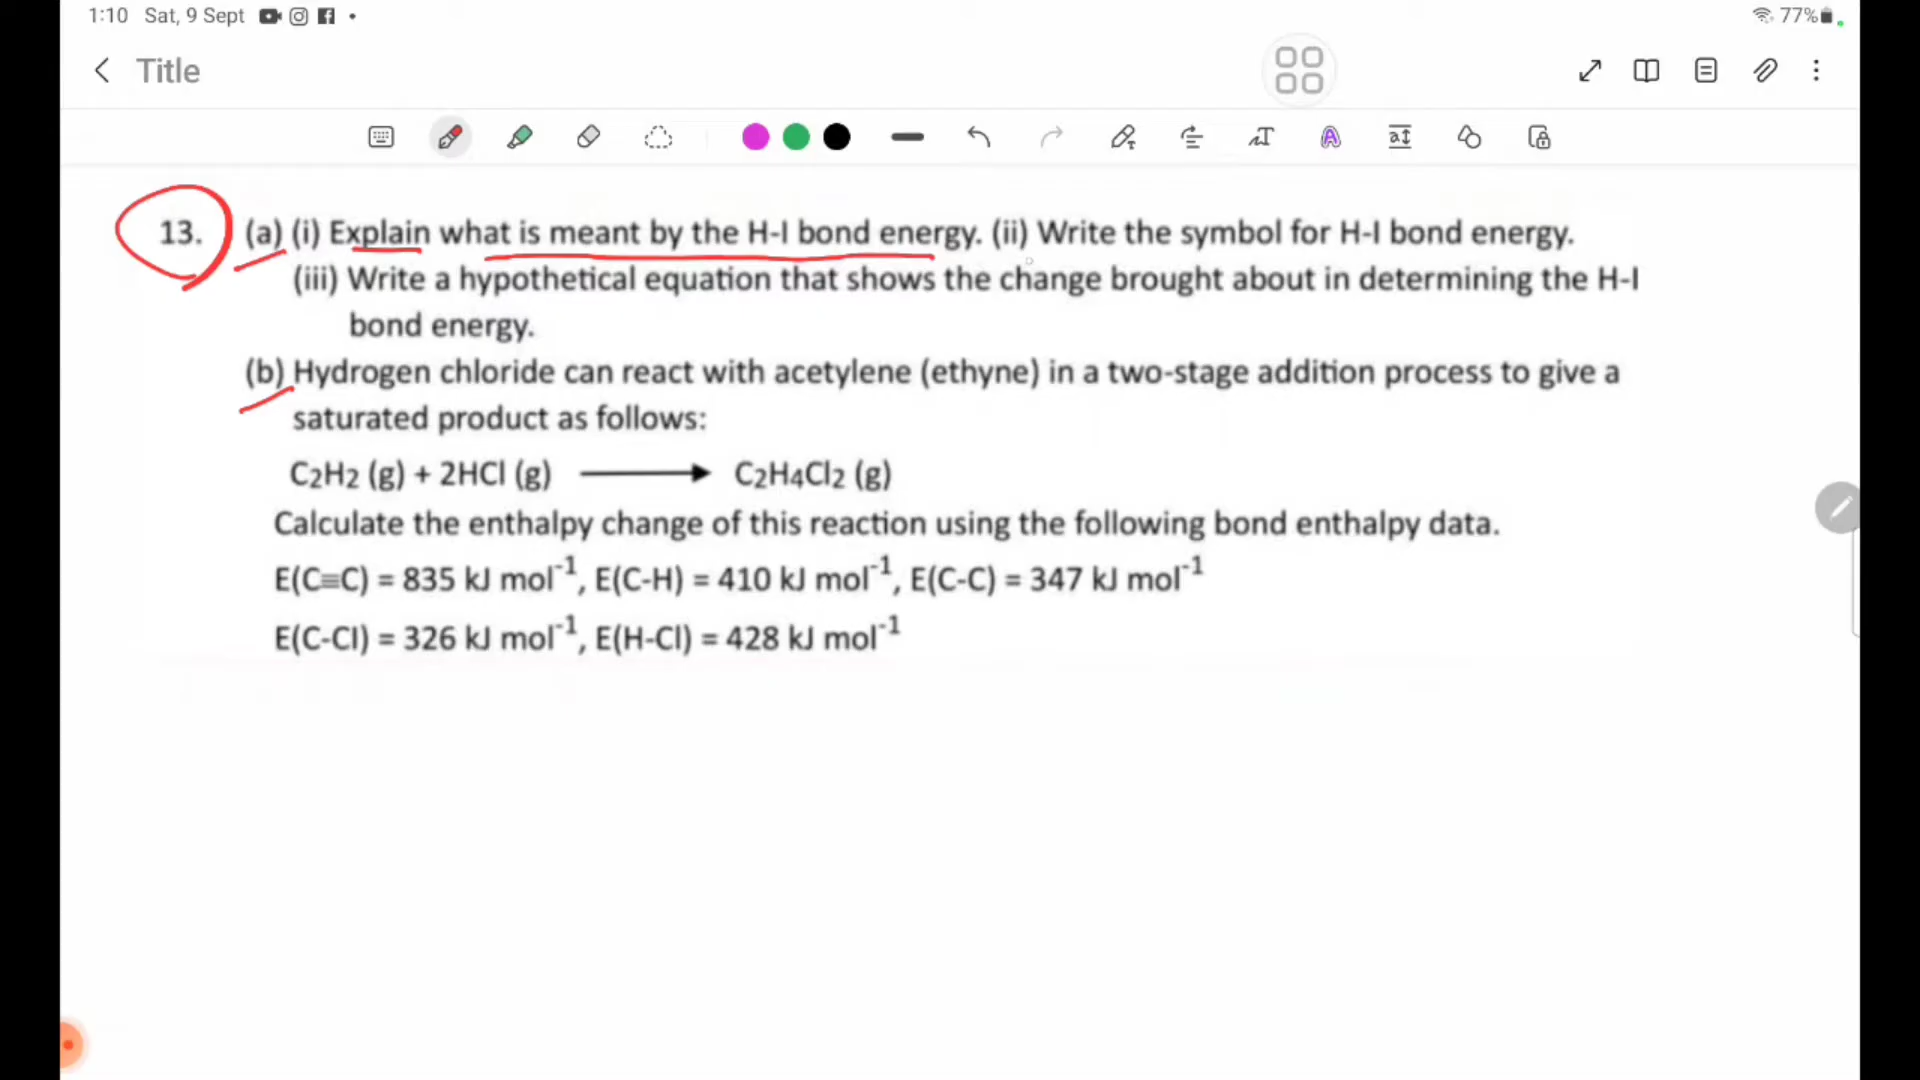 1:10 Sat, 9 Sept
77%
Title
13. (a) (i) Explain what is meant by the H-I bond energy. (ii) Write the symbol for H-I bond energy.
(iii) Write a hypothetical equation that shows the change brought about in determining the H-I
bond energy.
(b) Hydrogen chloride can react with acetylene (ethyne) in a two-stage addition process to give a
saturated product as follows:
C2H2 (g) + 2HCl (g) ⟶ C2H4Cl2 (g)
Calculate the enthalpy change of this reaction using the following bond enthalpy data.
E(C≡C) = 835 kJ mol⁻¹, E(C-H) = 410 kJ mol⁻¹, E(C-C) = 347 kJ mol⁻¹
E(C-Cl) = 326 kJ mol⁻¹, E(H-Cl) = 428 kJ mol⁻¹